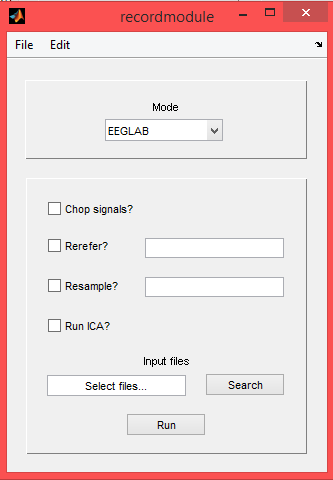 recordmodule
File Edit
Mode
EEGLAB
Chop signals?
Rerefer?
Resample?
Run ICA?
Input files
Select files... Search
Run